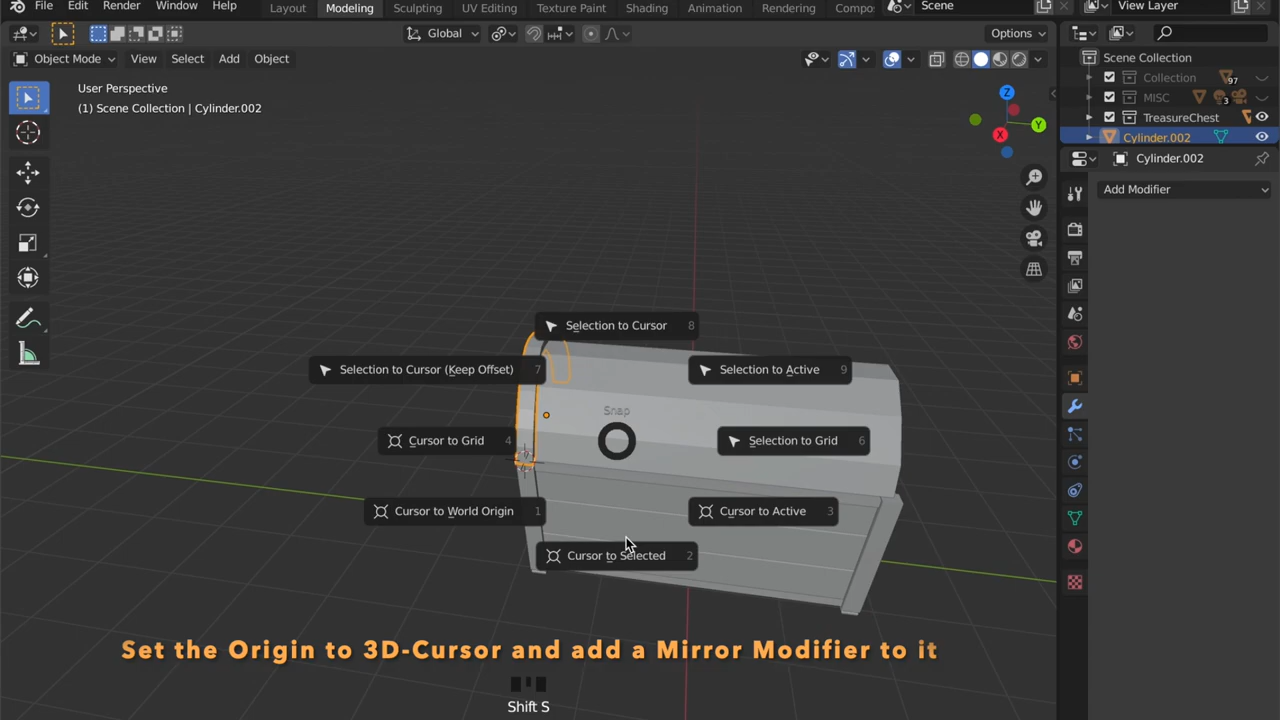 File Edit Render Window Help Layout Modeling Sculpting UV Editing Texture Paint Shading Animation Rendering Compo Scene View Layer
Global Options
Object Mode View Select Add Object
User Perspective
(1) Scene Collection | Cylinder.002
Z
Y
X
Scene Collection
Collection 97
MISC 3
TreasureChest
Cylinder.002
Cylinder.002
Add Modifier
Selection to Cursor 8
Selection to Cursor (Keep Offset) 7
Selection to Active 9
Snap
Cursor to Grid 4
Selection to Grid 6
Cursor to World Origin 1
Cursor to Active 3
Cursor to Selected 2
Set the Origin to 3D-Cursor and add a Mirror Modifier to it
Shift S